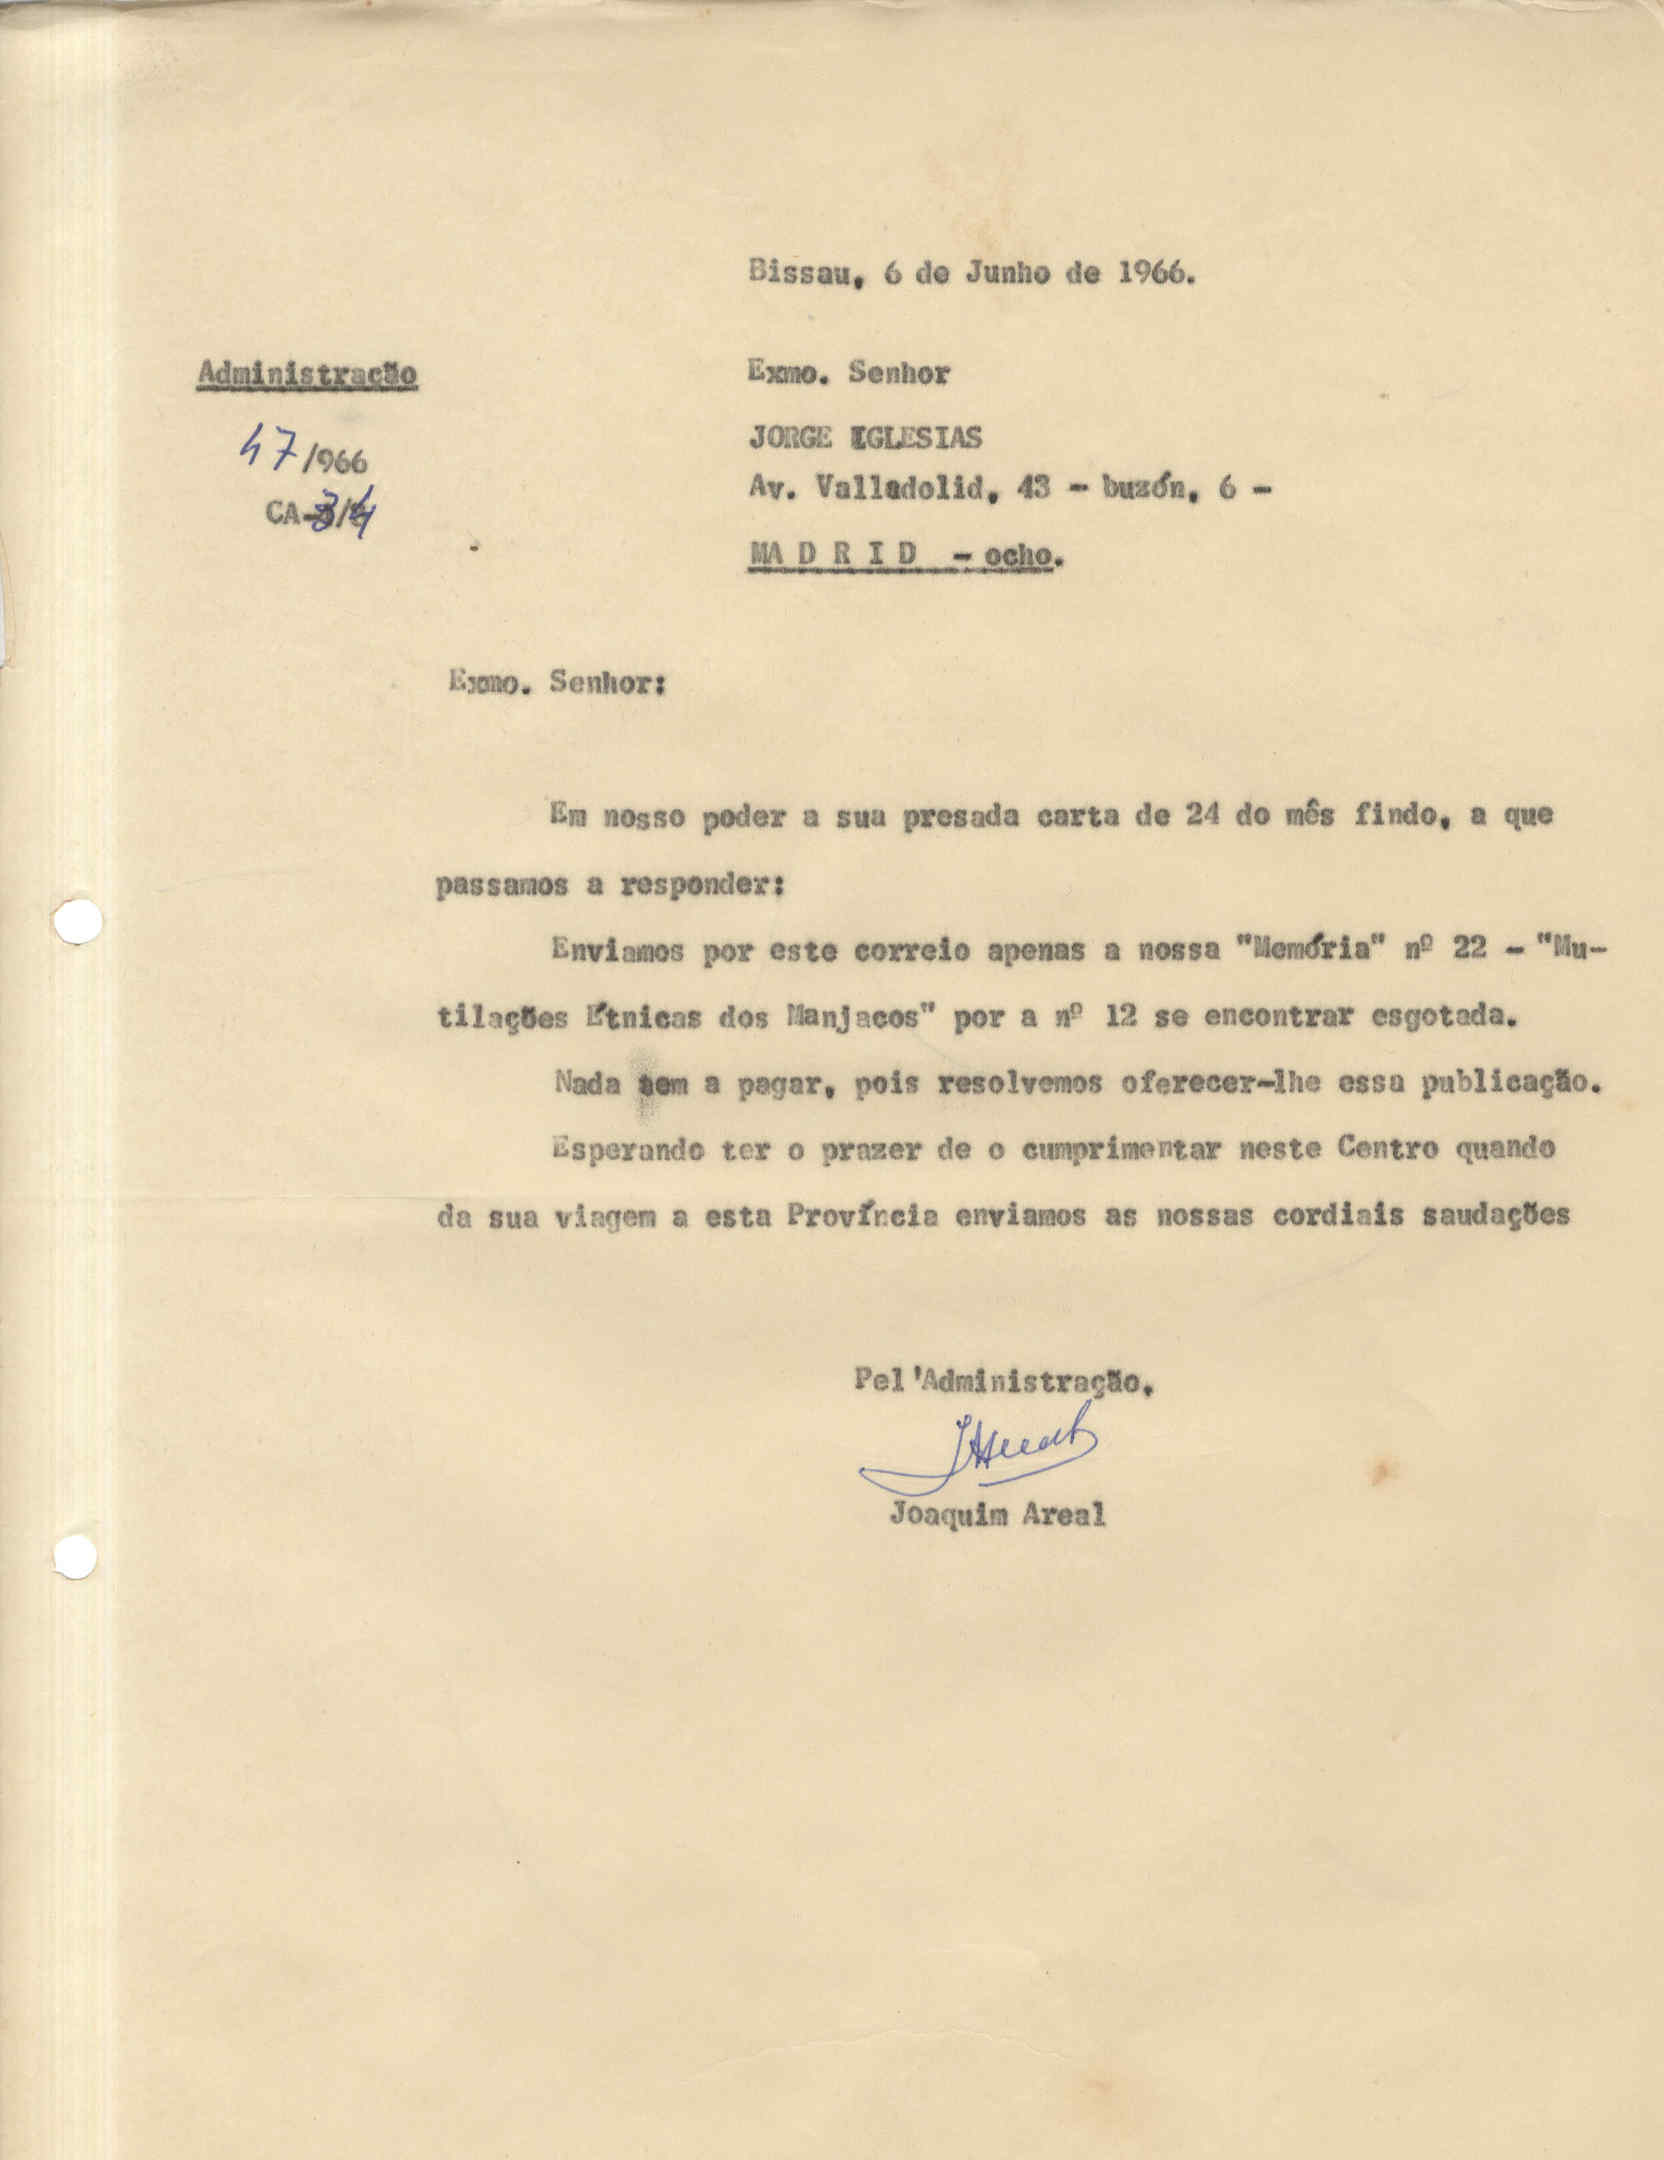 Bissau, 6 de Junho de 1966.
Administração
47/966
CA-3/4
Exmo. Senhor
JORGE IGLESIAS
Av. Valladolid, 43 - buzón, 6 -
MA D R I D - ocho.
Exmo. Senhor:
Em nosso poder a sua presada carta de 24 do mês findo, a que
passamos a responder:
Enviamos por este correio apenas a nossa "Memória" nº 22 - "Mu-
tilações Étnicas dos Manjacos" por a nº 12 se encontrar esgotada.
Nada tem a pagar, pois resolvemos oferecer-lhe essa publicação.
Esperando ter o prazer de o cumprimentar neste Centro quando
da sua viagem a esta Província enviamos as nossas cordiais saudações
Pel'Administração,
Joaquim Areal